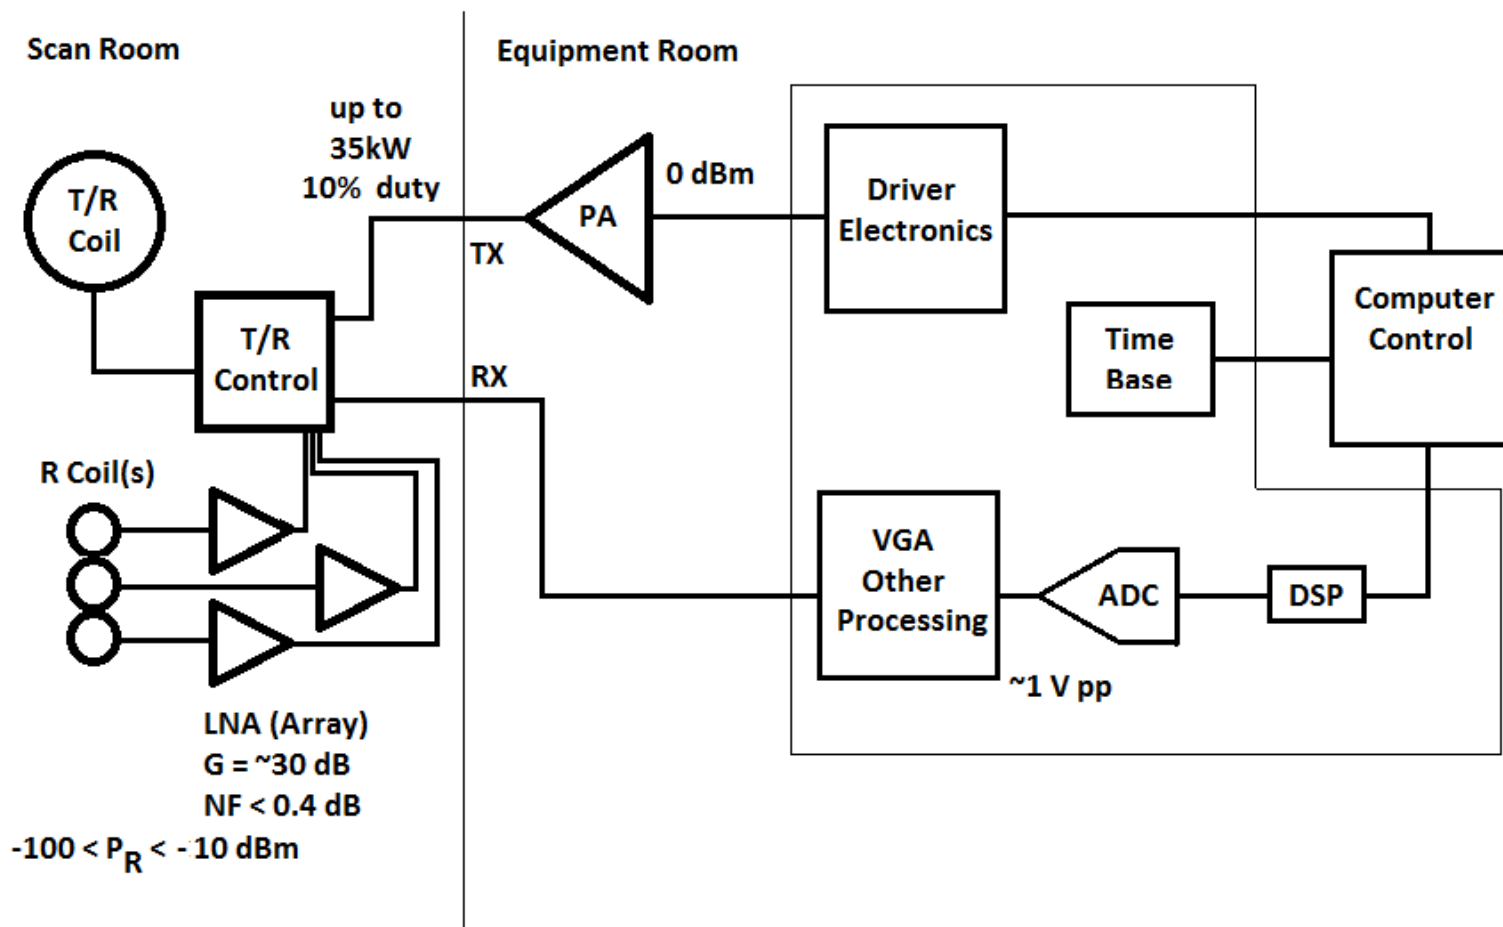 Scan Room
Equipment Room
up to
35kW
10% duty
T/R
Coil
PA
0 dBm
Driver
Electronics
TX
Computer
Control
Time
Base
T/R
Control
RX
R Coil(s)
VGA
Other
Processing
ADC
DSP
~1 V pp
LNA (Array)
G = ~30 dB
NF < 0.4 dB
-100 < PR < -10 dBm